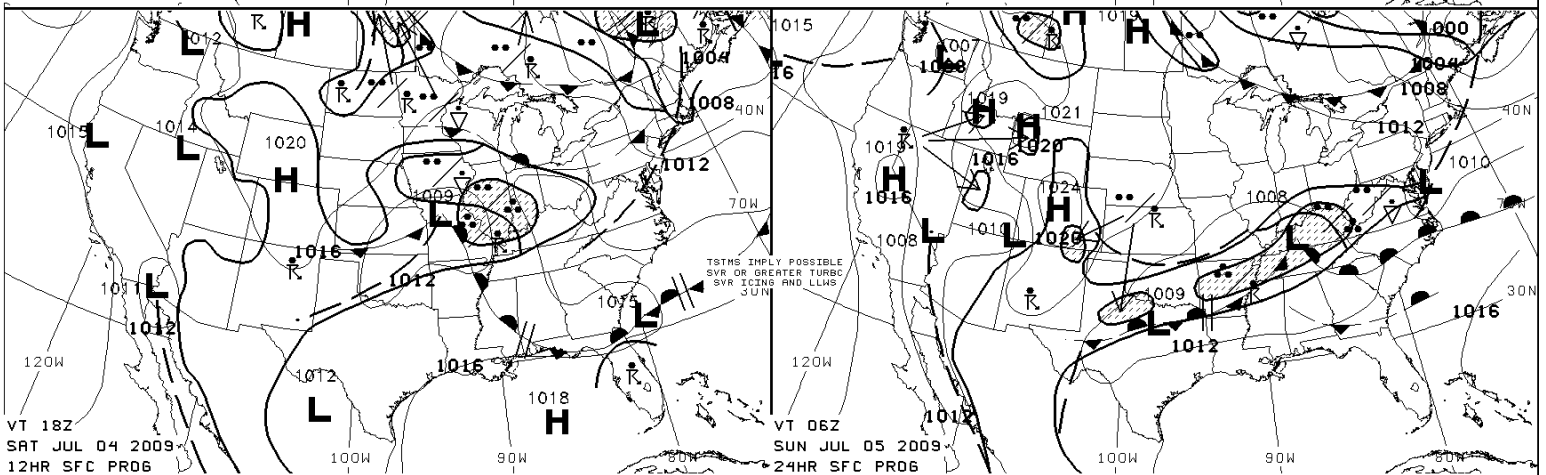 1012
L
H
L
1004
1008
40N
1015
L
1014
L
1020
H
1012
1009
L
70W
1016
1012
TSTMS IMPLY POSSIBLE
SVR OR GREATER TURBC
SVR ICING AND LLWS
30N
1011
L
1015
L
1012
120W
1016
1012
L
1018
H
VT 18Z
SAT JUL 04 2009
12HR SFC PROG
100W
90W
80W
1015
16
1007
L
1008
H
1019
H
1000
1004
1008
40N
1019
H
1021
H
1012
1019
H
1020
1016
1010
L
1016
1024
H
1008
70W
1008
L
L
1020
L
1009
L
30N
1016
1012
120W
1012
VT 06Z
SUN JUL 05 2009
24HR SFC PROG
100W
90W
80W